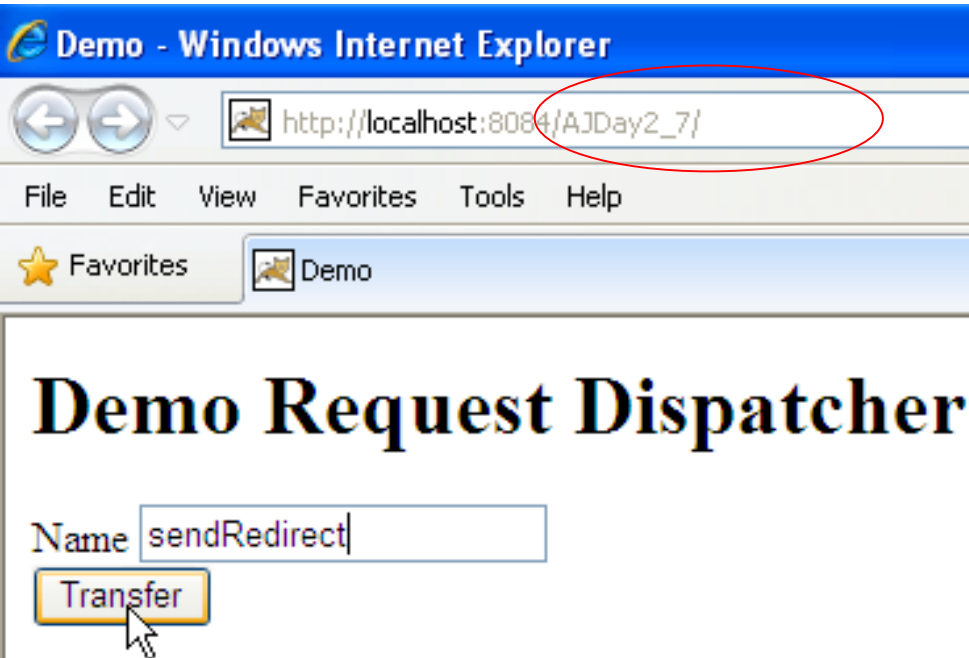 Demo - Windows Internet Explorer
http://localhost:8084/AJDay2_7/
File Edit View Favorites Tools Help
Favorites Demo
Demo Request Dispatcher
Name sendRedirect
Transfer